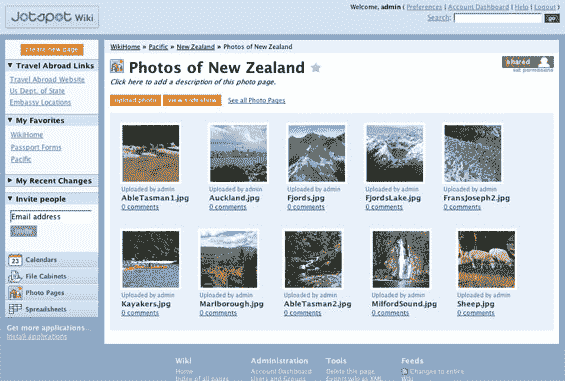 JotSpot Wiki
Welcome, admin ( Preferences | Account Dashboard | Help | Logout )
Search: go
create new page
Travel Abroad Links
Travel Abroad Website
Us Dept. of State
Embassy Locations
My Favorites
WikiHome
Passport Forms
Pacific
My Recent Changes
Invite people
Email address
invite
23 Calendars
File Cabinets
Photo Pages
Spreadsheets
Get more applications...
Install applications
WikiHome > Pacific > New Zealand > Photos of New Zealand
Photos of New Zealand
shared
edit permissions
Click here to add a description of this photo page.
upload photo view slideshow See all Photo Pages
Uploaded by admin Uploaded by admin Uploaded by admin Uploaded by admin Uploaded by admin
AbleTasman1.jpg Auckland.jpg Fjords.jpg FjordsLake.jpg FransJoseph2.jpg
0 comments 0 comments 0 comments 0 comments 0 comments
Uploaded by admin Uploaded by admin Uploaded by admin Uploaded by admin Uploaded by admin
Kayakers.jpg Marlborough.jpg AbleTasman2.jpg MilfordSound.jpg Sheep.jpg
0 comments 0 comments 0 comments 0 comments 0 comments
Wiki Administration Tools Feeds
Home Account Dashboard Delete this page Changes to entire
Index of all pages Users and Groups Export wiki as XML Wiki